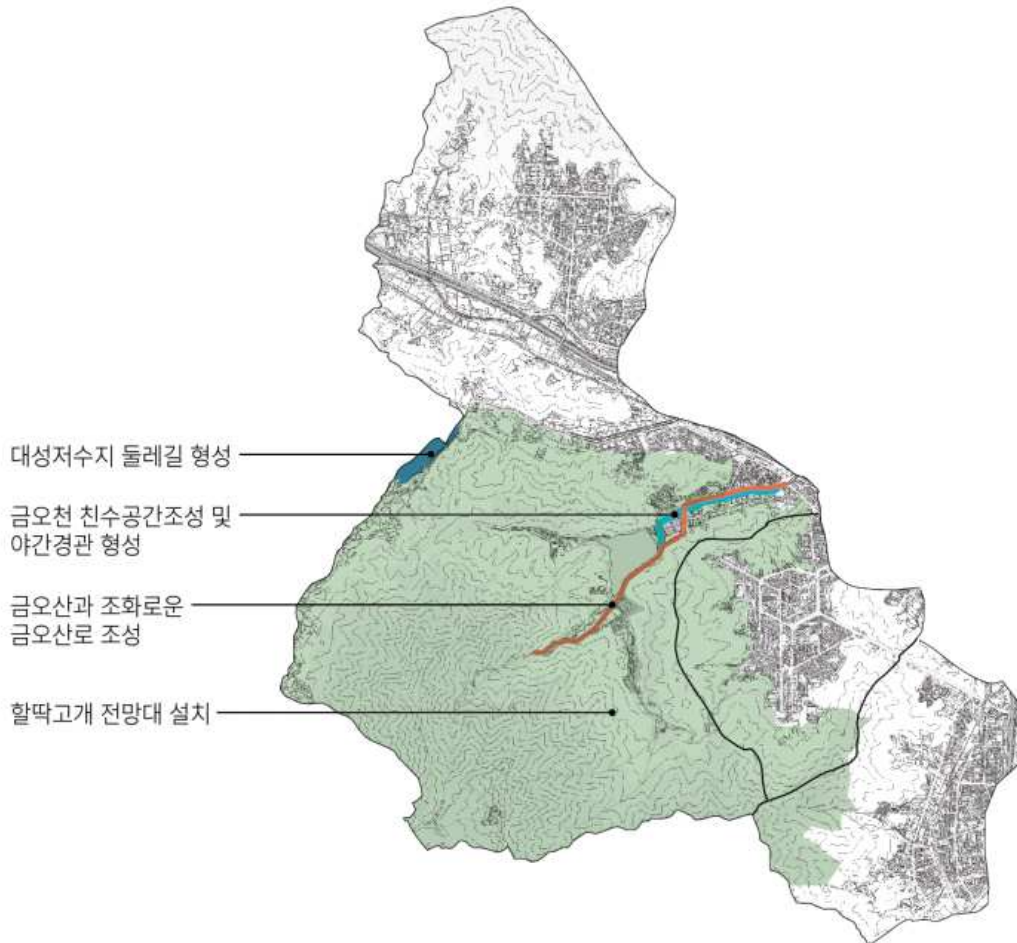 대성저수지 둘레길 형성
금오천 친수공간조성 및
야간경관 형성
금오산과 조화로운
금오산로 조성
할딱고개 전망대 설치